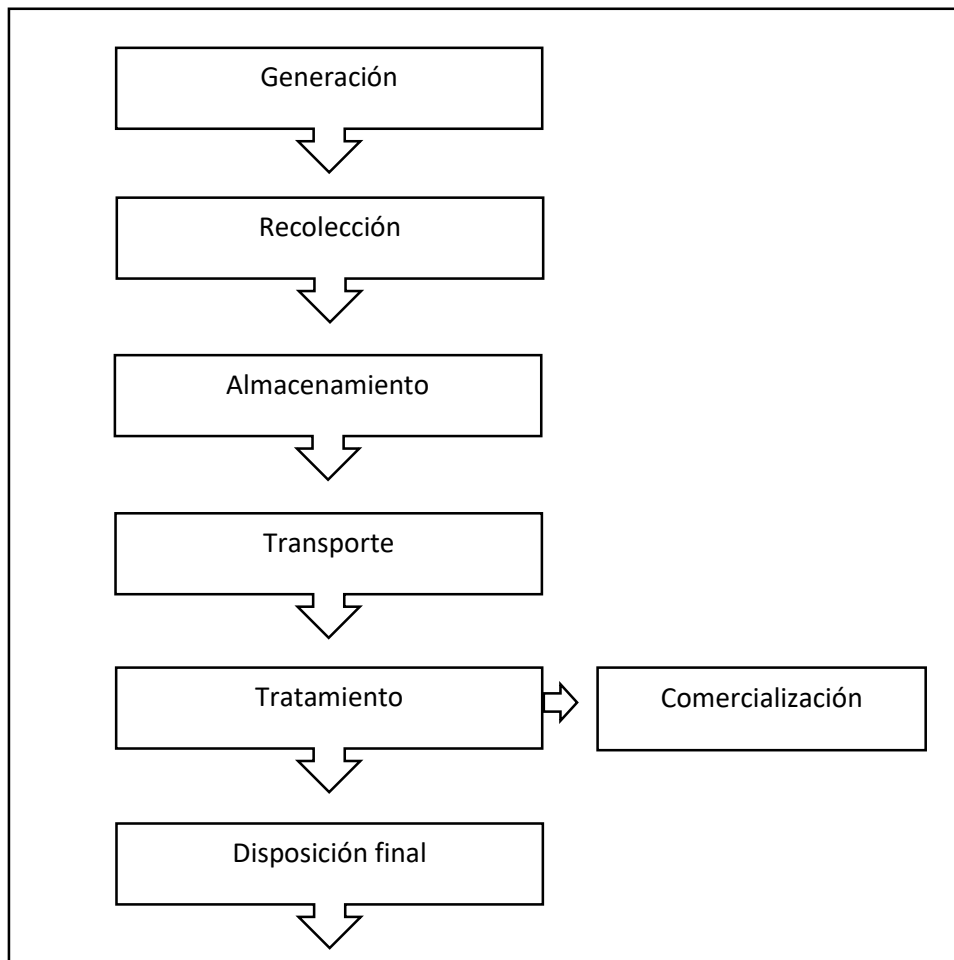 Generación
Recolección
Almacenamiento
Transporte
Tratamiento
Comercialización
Disposición final